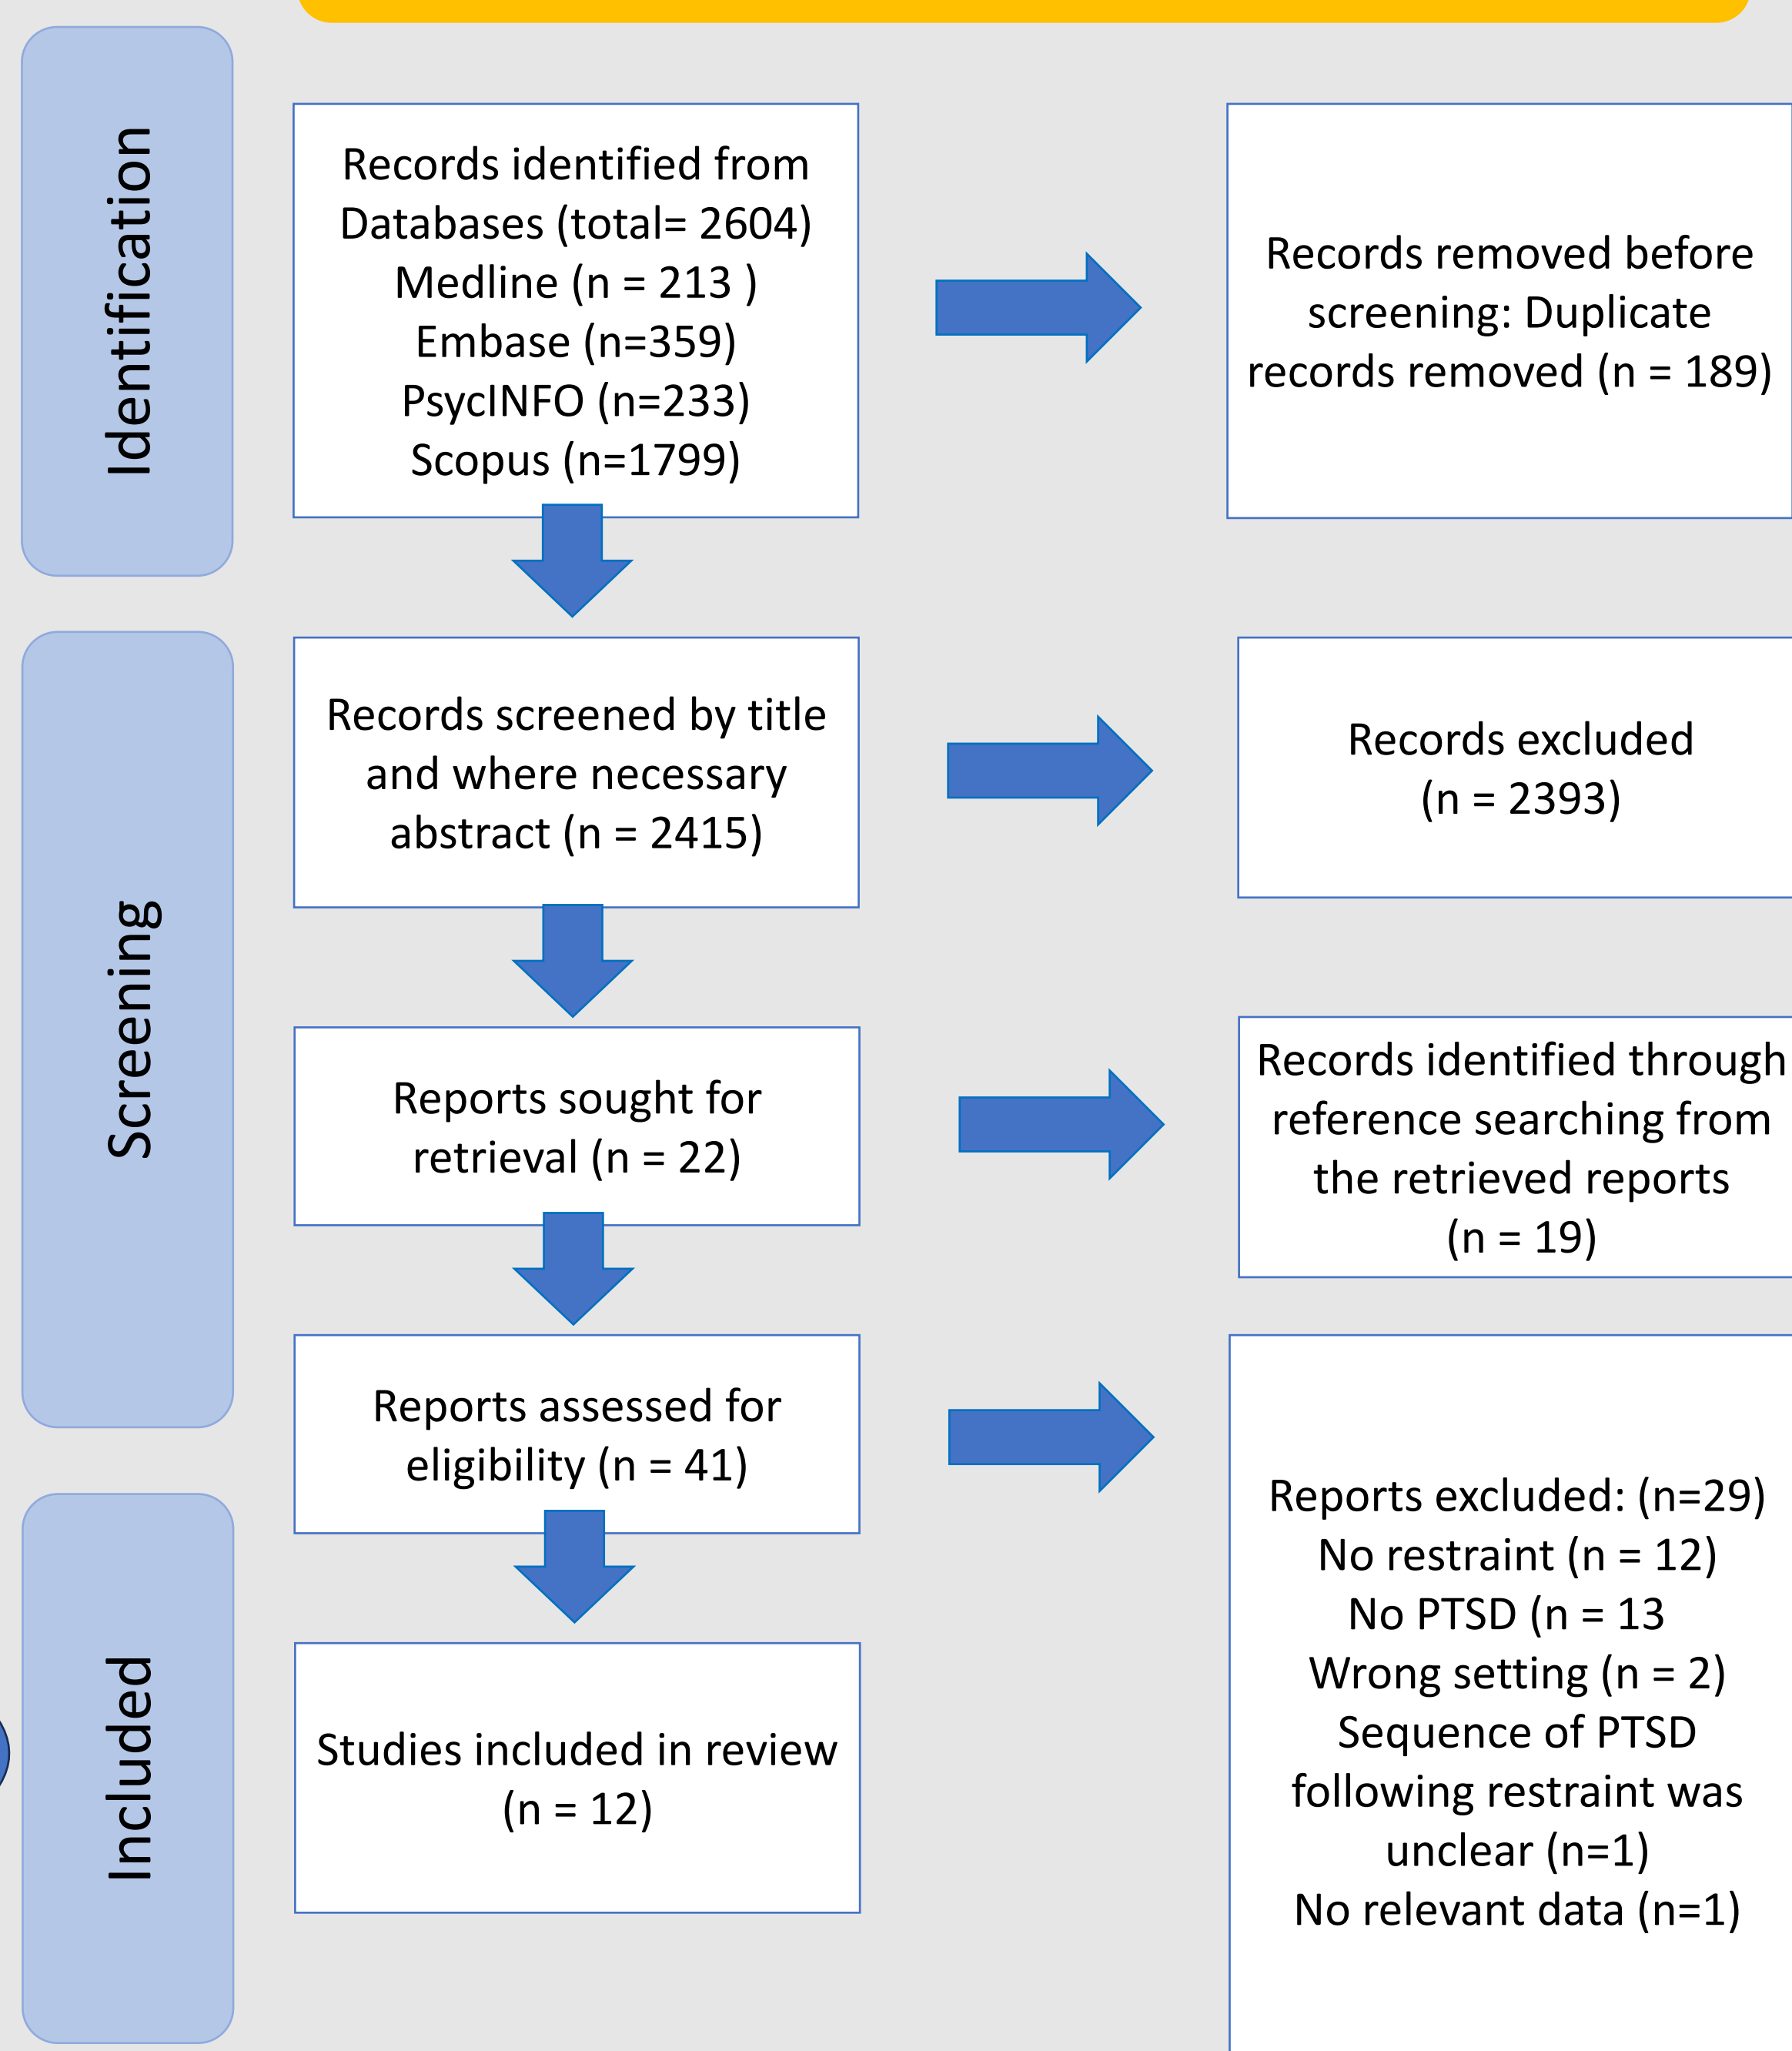 Identification
Records identified from
Databases (total= 2604)
Medline (n = 213 )
Embase (n=359)
PsycINFO (n=233)
Scopus (n=1799)
Records removed before
screening: Duplicate
records removed (n = 189)
Screening
Records screened by title
and where necessary
abstract (n = 2415)
Records excluded
(n = 2393)
Reports sought for
retrieval (n = 22)
Records identified through
reference searching from
the retrieved reports
(n = 19)
Reports assessed for
eligibility (n = 41)
Reports excluded: (n=29)
No restraint (n = 12)
No PTSD (n = 13
Wrong setting (n = 2)
Sequence of PTSD
following restraint was
unclear (n=1)
No relevant data (n=1)
Included
Studies included in review
(n = 12)